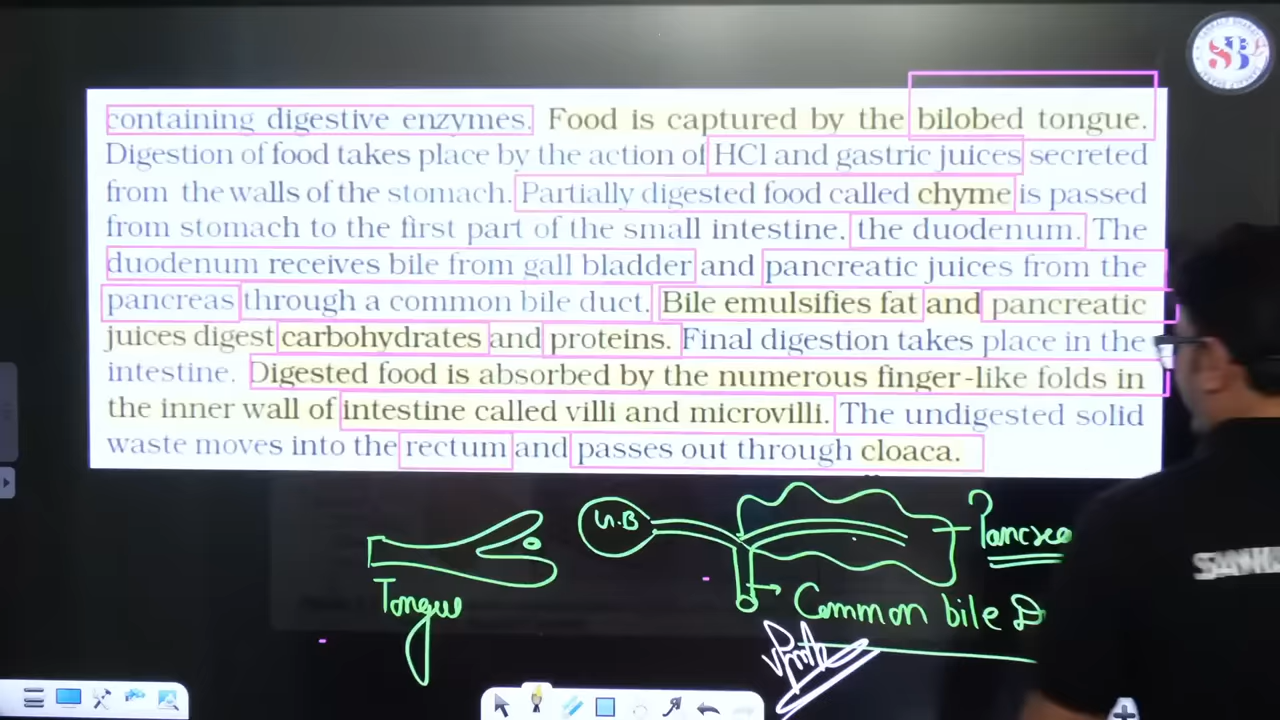 containing digestive enzymes. Food is captured by the bilobed tongue.
Digestion of food takes place by the action of HCl and gastric juices secreted
from the walls of the stomach. Partially digested food called chyme is passed
from stomach to the first part of the small intestine, the duodenum. The
duodenum receives bile from gall bladder and pancreatic juices from the
pancreas through a common bile duct. Bile emulsifies fat and pancreatic
juices digest carbohydrates and proteins. Final digestion takes place in the
intestine. Digested food is absorbed by the numerous finger-like folds in
the inner wall of intestine called villi and microvilli. The undigested solid
waste moves into the rectum and passes out through cloaca.
G.B
Pancrea
Tongue
Common bile D
SB